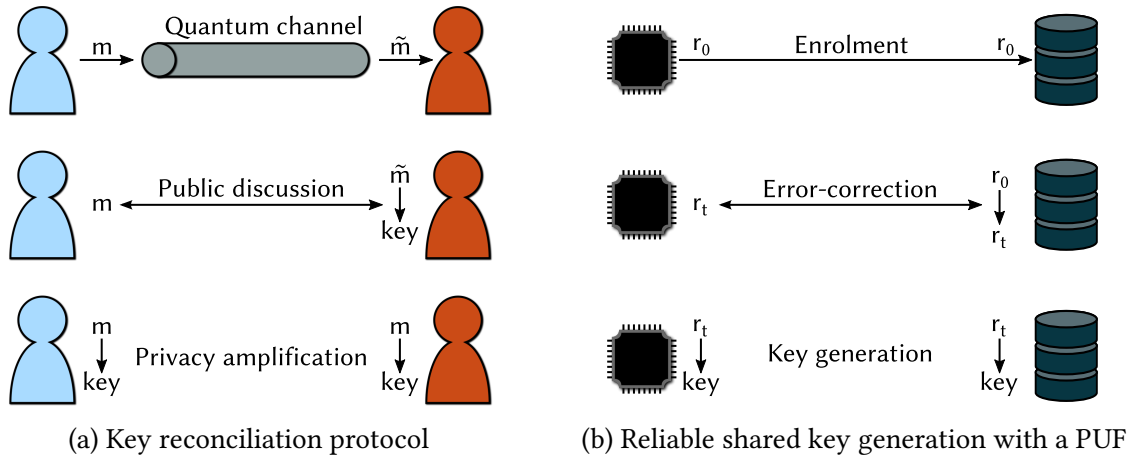 Quantum channel
m
m̃
Public discussion
m
m̃
key
m
Privacy amplification
m
key
key
(a) Key reconciliation protocol
r₀
Enrolment
r₀
rₜ
Error-correction
r₀
rₜ
rₜ
Key generation
rₜ
key
key
(b) Reliable shared key generation with a PUF